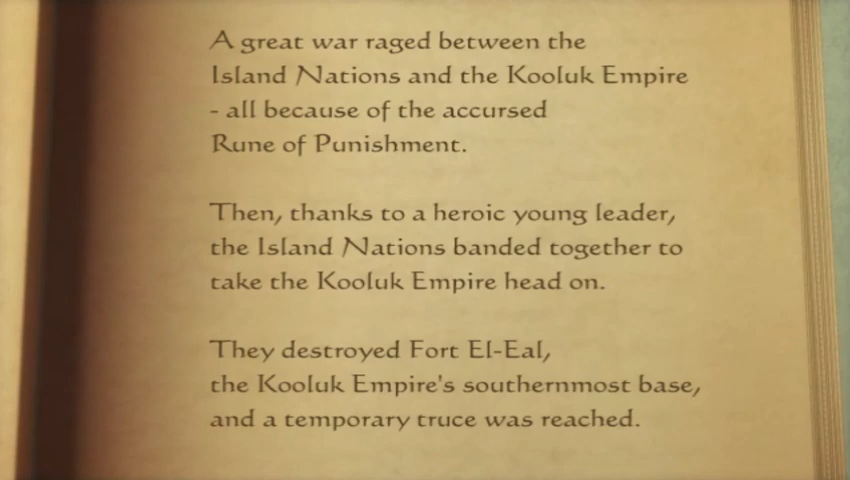 A great war raged between the
Island Nations and the Kooluk Empire
- all because of the accursed
Rune of Punishment.
Then, thanks to a heroic young leader,
the Island Nations banded together to
take the Kooluk Empire head on.
They destroyed Fort El-Eal,
the Kooluk Empire's southernmost base,
and a temporary truce was reached.